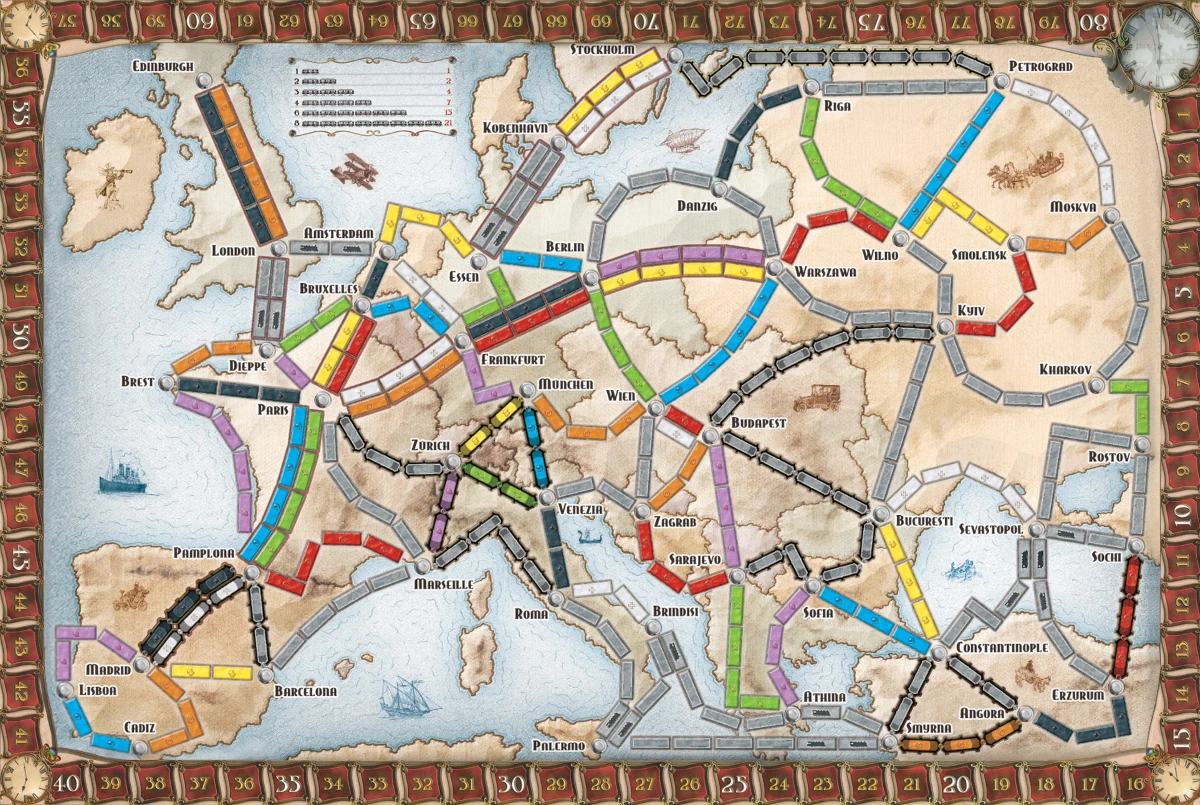 57 58 59 60 61 62 63 64 65 66 67 68 69 70 71 72 73 74 75 76 77 78 79 80
56
55
54
53
52
51
50
49
48
47
46
45
44
43
42
41
1 1
2 2
3 4
4 7
6 15
8 21
Edinburgh
Stockholm
Petrograd
Riga
København
Danzig
Moskva
London
Amsterdam
Essen
Berlin
Warszawa
Wilno
Smolensk
Bruxelles
Kyiv
Dieppe
Frankfurt
Kharkov
Brest
Paris
München
Wien
Budapest
Zürich
Rostov
Venezia
Zagrab
Bucuresti
Sevastopol
Pamplona
Marseille
Sarajevo
Sochi
Roma
Brindisi
Sofia
Madrid
Constantinople
Lisboa
Barcelona
Erzurum
Cadiz
Athina
Angora
Smyrna
Palermo
1
2
3
4
5
6
7
8
9
10
11
12
13
14
15
40 39 38 37 36 35 34 33 32 31 30 29 28 27 26 25 24 23 22 21 20 19 18 17 16